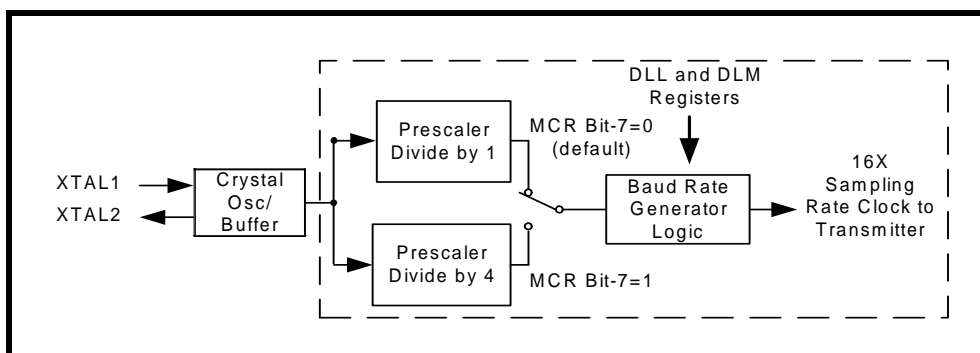 DLL and DLM
Registers
Prescaler
Divide by 1
MCR Bit-7=0
(default)
XTAL1
XTAL2
Crystal
Osc/
Buffer
Baud Rate
Generator
Logic
16X
Sampling
Rate Clock to
Transmitter
Prescaler
Divide by 4
MCR Bit-7=1